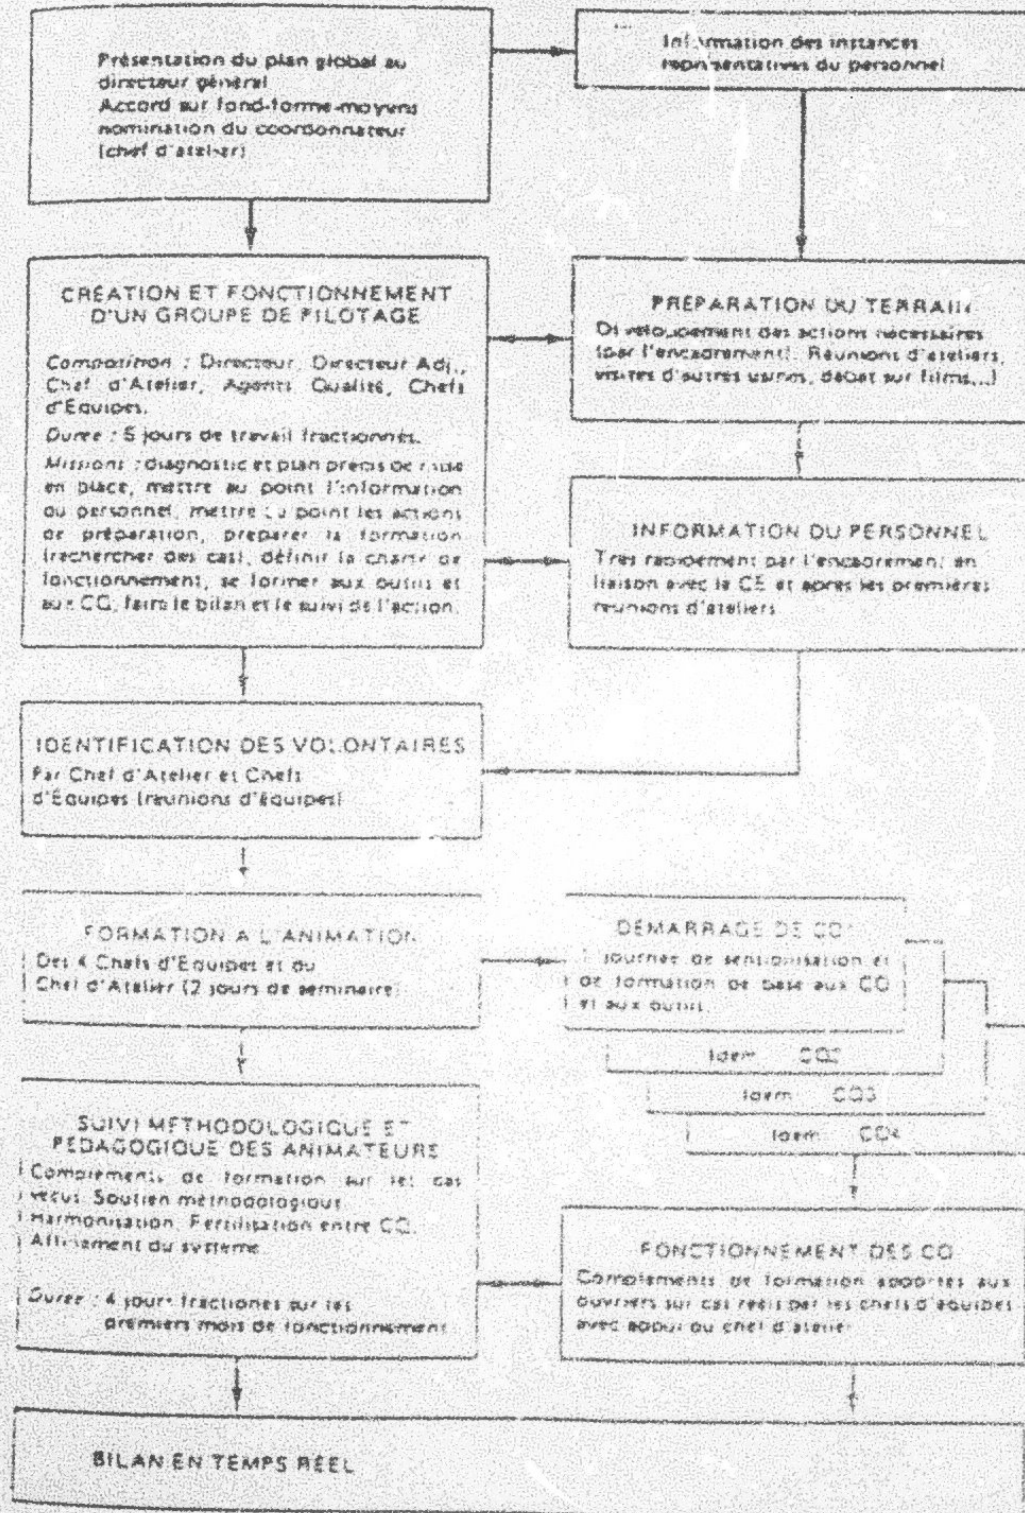 Présentation du plan global au
directeur général
Accord sur fond-forme-moyens
nomination du coordonnateur
(chef d'atelier)
Information des instances
représentatives du personnel
CRÉATION ET FONCTIONNEMENT
D'UN GROUPE DE PILOTAGE
Composition : Directeur, Directeur Adj.,
Chef d'Atelier, Agents Qualité, Chefs
d'Équipes.
Durée : 5 jours de travail fractionnés.
Missions : diagnostic et plan précis de mise
en place, mettre au point l'information
du personnel, mettre au point les actions
de préparation, préparer la formation
(rechercher des cas), définir la charte de
fonctionnement, se former aux outils et
aux CQ, faire le bilan et le suivi de l'action.
PRÉPARATION DU TERRAIN
Développement des actions nécessaires
(par l'encadrement). Réunions d'ateliers,
visites d'autres usines, débat sur films...)
INFORMATION DU PERSONNEL
Très rapidement par l'encadrement en
liaison avec le CE et après les premières
réunions d'ateliers
IDENTIFICATION DES VOLONTAIRES
Par Chef d'Atelier et Chefs
d'Équipes (réunions d'équipes)
FORMATION A L'ANIMATION
Des 4 Chefs d'Équipes et du
Chef d'Atelier (2 jours de séminaire)
DÉMARRAGE DE CQ1
journée de sensibilisation et
de formation de base aux CQ
et aux outils.
Idem CQ2
Idem CQ3
Idem CQ4
SUIVI MÉTHODOLOGIQUE ET
PÉDAGOGIQUE DES ANIMATEURS
Compléments de formation sur les cas
vécus. Soutien méthodologique.
Harmonisation. Fertilisation entre CQ.
Affinement du système.
Durée : 4 jours fractionés sur les
premiers mois de fonctionnement
FONCTIONNEMENT DES CQ
Compléments de formation apportés aux
ouvriers sur cas réels par les chefs d'équipes
avec appui du chef d'atelier
BILAN EN TEMPS RÉEL